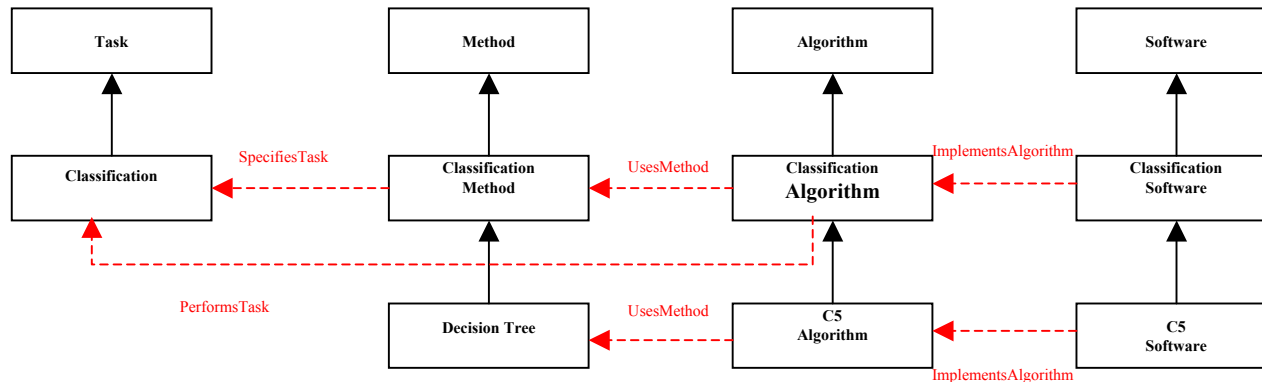 Task
Method
Algorithm
Software
SpecifiesTask
UsesMethod
ImplementsAlgorithm
Classification
Classification
Method
Classification
Algorithm
Classification
Software
PerformsTask
UsesMethod
Decision Tree
C5
Algorithm
C5
Software
ImplementsAlgorithm